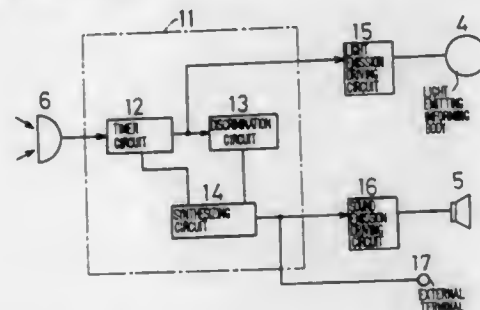 11
15
LIGHT
EMISSION
DRIVING
CIRCUIT
4
LIGHT
EMITTING
INFORMING
BODY
6
12
TIMER
CIRCUIT
13
DISCRIMINATION
CIRCUIT
14
SYNTHESIZING
CIRCUIT
16
SOUND
EMISSION
DRIVING
CIRCUIT
5
17
EXTERNAL
TERMINAL